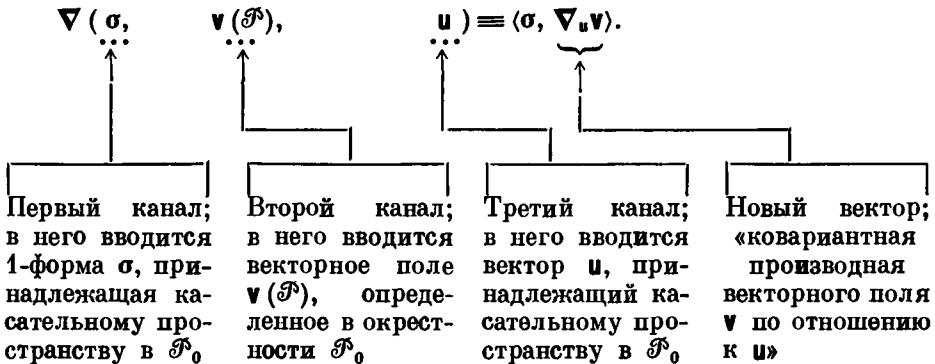 ∇ ( σ, v (𝒫), u ) ≡ ⟨σ, ∇ᵤv⟩.
Первый канал;
в него вводится
1-форма σ, при-
надлежащая ка-
сательному про-
странству в 𝒫₀
Второй канал;
в него вводится
векторное поле
v (𝒫), опреде-
ленное в окрест-
ности 𝒫₀
Третий канал;
в него вводится
вектор u, при-
надлежащий ка-
сательному про-
странству в 𝒫₀
Новый вектор;
«ковариантная
производная
векторного поля
v по отношению
к u»